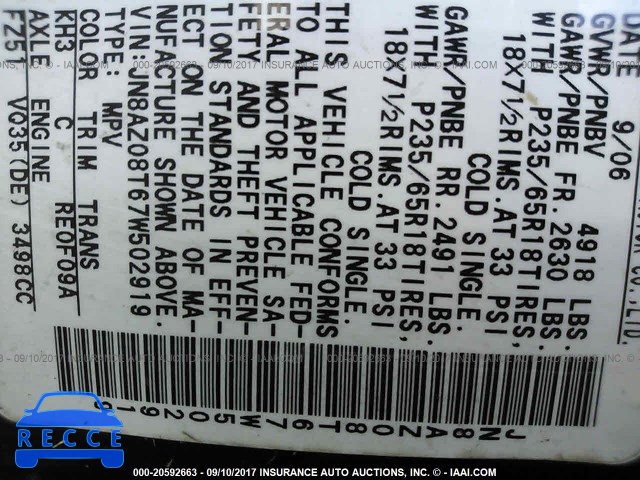 CO.,LTD.
DATE 9/06
GVWR/PNBV 4918 LBS.
GAWR/PNBE FR. 2630 LBS.
WITH P235/65R18TIRES,
18X7½RIMS.AT 33 PSI
COLD SINGLE.
GAWR/PNBE RR. 2491 LBS.
WITH P235/65R18TIRES,
18X7½RIMS.AT 33 PSI
COLD SINGLE.
THIS VEHICLE CONFORMS
TO ALL APPLICABLE FED-
ERAL MOTOR VEHICLE SA-
FETY AND THEFT PREVEN-
TION STANDARDS IN EFF-
ECT ON THE DATE OF MA-
NUFACTURE SHOWN ABOVE.
VIN:JN8AZ08T67W502919
TYPE: MPV
COLOR TRIM TRANS
KH3 C RE0F09A
AXLE ENGINE
FZ25 VQ35(DE) 3498CC
JN8AZ08T67W502919
RECCE
000-20592663 - 09/10/2017 INSURANCE AUTO AUCTIONS, INC. - © IAAI.COM